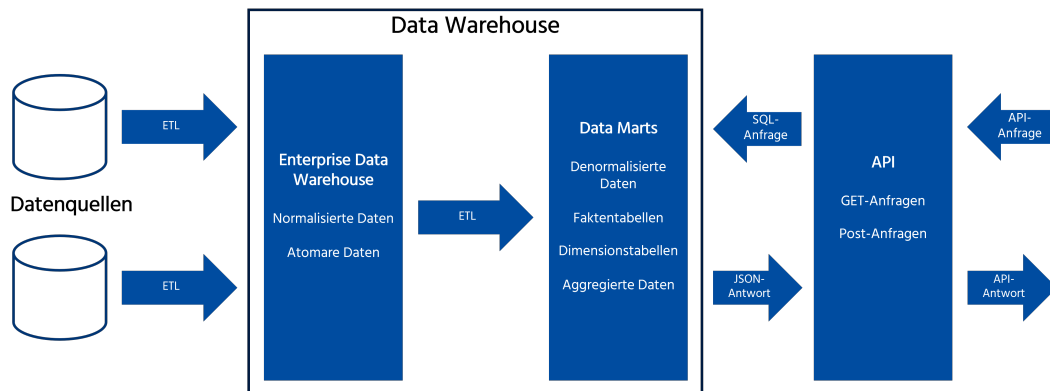 Data Warehouse
ETL
Datenquellen
ETL
Enterprise Data
Warehouse
Normalisierte Daten
Atomare Daten
ETL
Data Marts
Denormalisierte
Daten
Faktentabellen
Dimensionstabellen
Aggregierte Daten
SQL-
Anfrage
JSON-
Antwort
API
GET-Anfragen
Post-Anfragen
API-
Anfrage
API-
Antwort